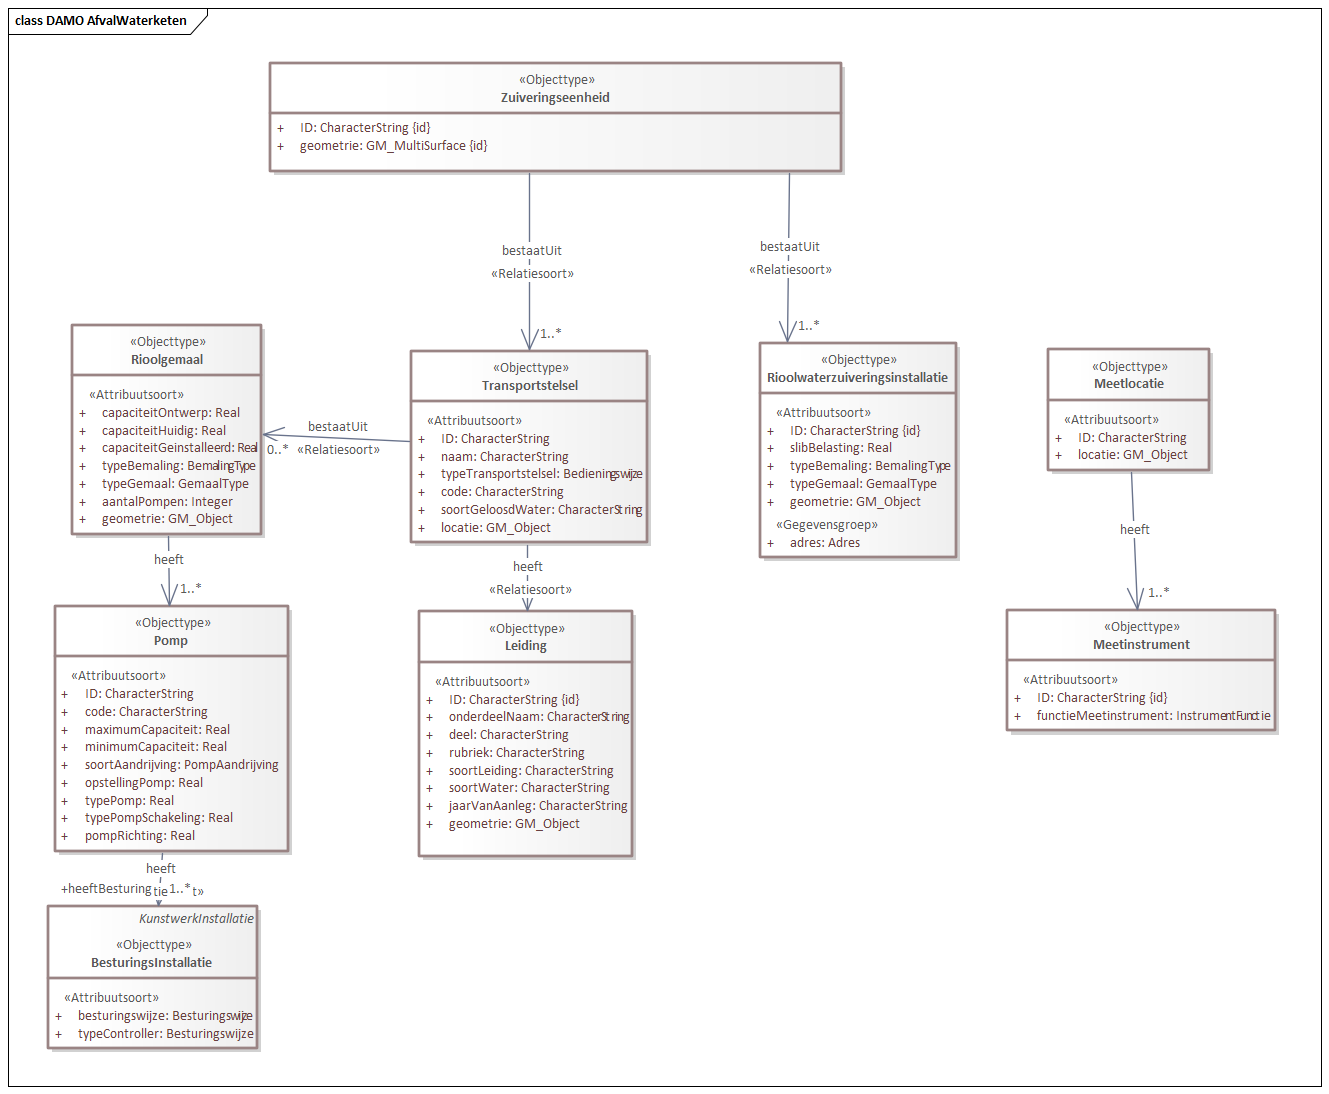 class DAMO AfvalWaterketen
«Objecttype»
Zuiveringseenheid
+ ID: CharacterString {id}
+ geometrie: GM_MultiSurface {id}
bestaatUit
«Relatiesoort»
1..*
bestaatUit
«Relatiesoort»
1..*
«Objecttype»
Rioolgemaal
«Attribuutsoort»
+ capaciteitOntwerp: Real
+ capaciteitHuidig: Real
+ capaciteitGeinstalleerd: Real
+ typeBemaling: BemalingType
+ typeGemaal: GemaalType
+ aantalPompen: Integer
+ geometrie: GM_Object
bestaatUit
0..* «Relatiesoort»
«Objecttype»
Transportstelsel
«Attribuutsoort»
+ ID: CharacterString
+ naam: CharacterString
+ typeTransportstelsel: Bedieningswijze
+ code: CharacterString
+ soortGeloosdWater: CharacterString
+ locatie: GM_Object
«Objecttype»
Rioolwaterzuiveringsinstallatie
«Attribuutsoort»
+ ID: CharacterString {id}
+ slibBelasting: Real
+ typeBemaling: BemalingType
+ typeGemaal: GemaalType
+ geometrie: GM_Object
«Gegevensgroep»
+ adres: Adres
«Objecttype»
Meetlocatie
«Attribuutsoort»
+ ID: CharacterString
+ locatie: GM_Object
heeft
1..*
heeft
«Relatiesoort»
heeft
1..*
«Objecttype»
Pomp
«Attribuutsoort»
+ ID: CharacterString
+ code: CharacterString
+ maximumCapaciteit: Real
+ minimumCapaciteit: Real
+ soortAandrijving: PompAandrijving
+ opstellingPomp: Real
+ typePomp: Real
+ typePompSchakeling: Real
+ pompRichting: Real
«Objecttype»
Leiding
«Attribuutsoort»
+ ID: CharacterString {id}
+ onderdeelNaam: CharacterString
+ deel: CharacterString
+ rubriek: CharacterString
+ soortLeiding: CharacterString
+ soortWater: CharacterString
+ jaarVanAanleg: CharacterString
+ geometrie: GM_Object
«Objecttype»
Meetinstrument
«Attribuutsoort»
+ ID: CharacterString {id}
+ functieMeetinstrument: InstrumentFunctie
heeft
+heeftBesturing tie 1..* t»
KunstwerkInstallatie
«Objecttype»
BesturingsInstallatie
«Attribuutsoort»
+ besturingswijze: Besturingswijze
+ typeController: Besturingswijze